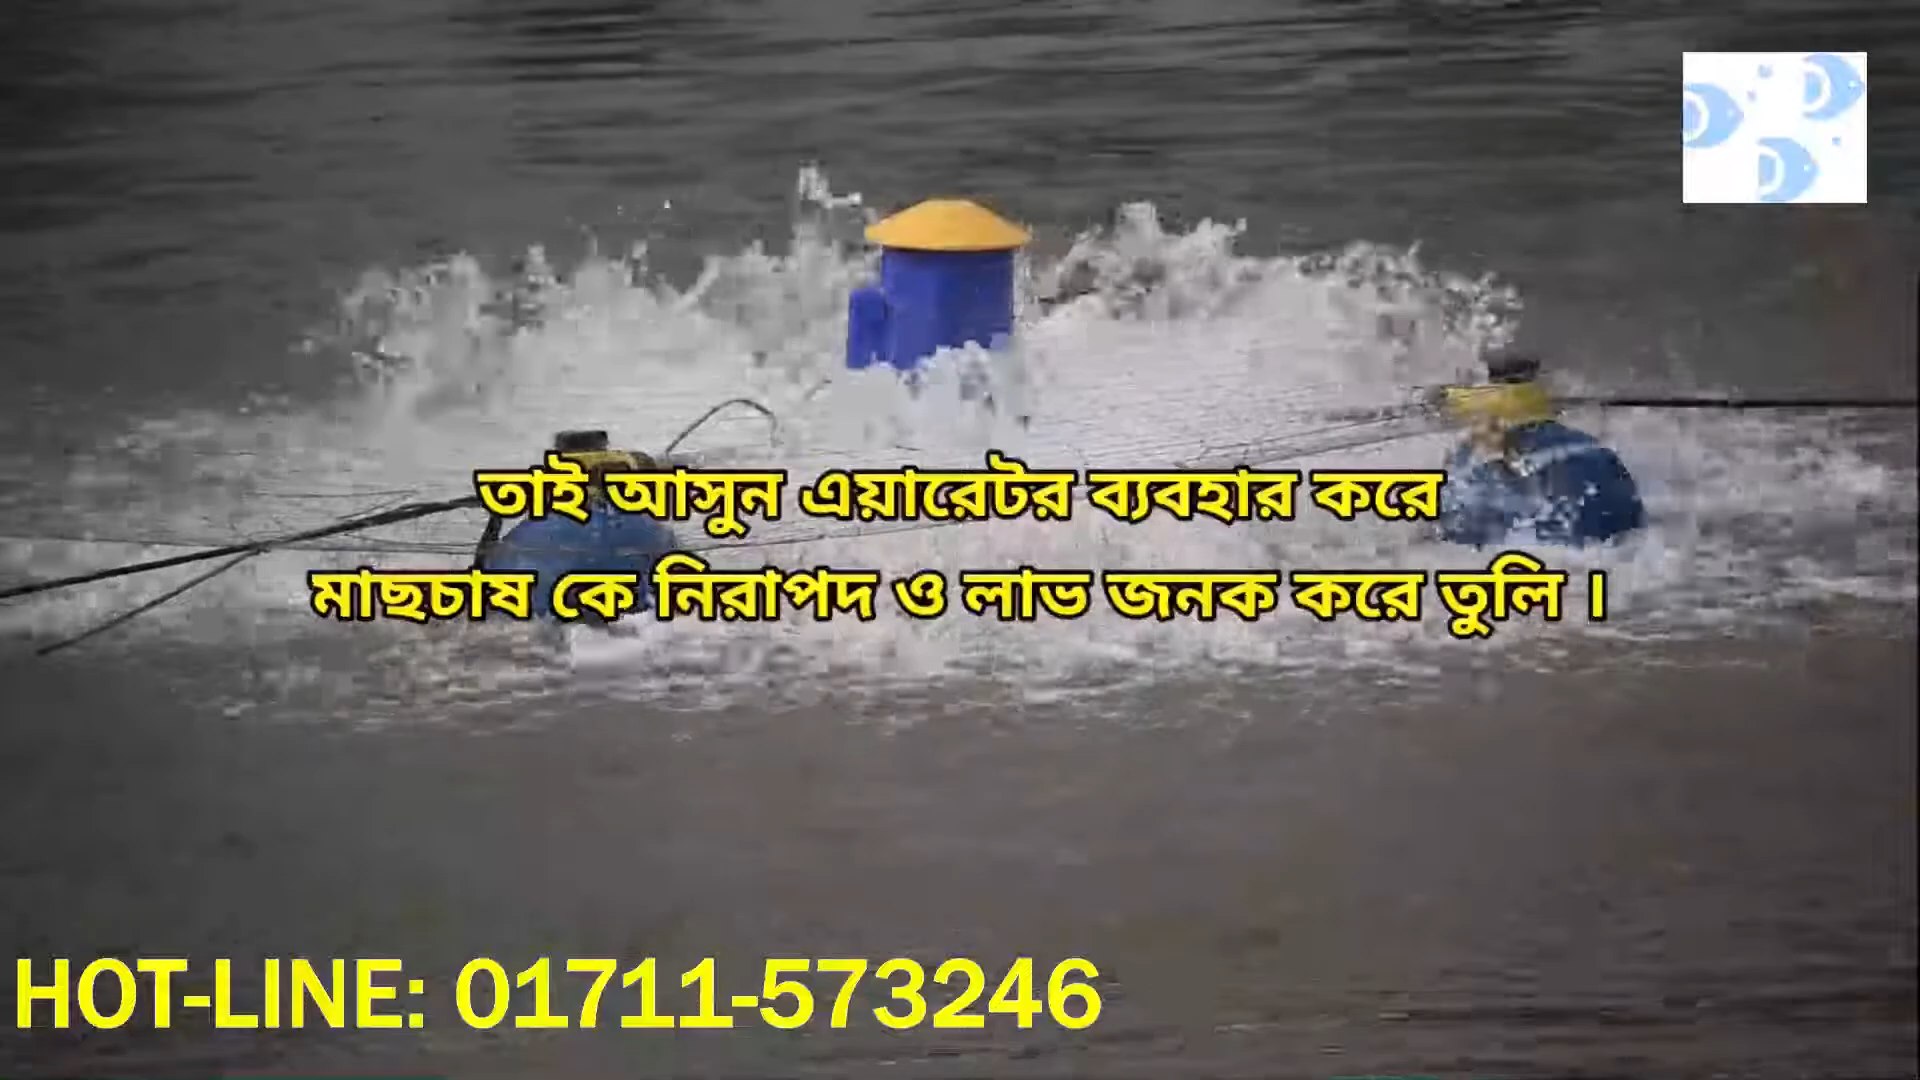 তাই আসুন এয়ারেটর ব্যবহার করে
মাছচাষ কে নিরাপদ ও লাভ জনক করে তুলি ।
HOT-LINE: 01711-573246